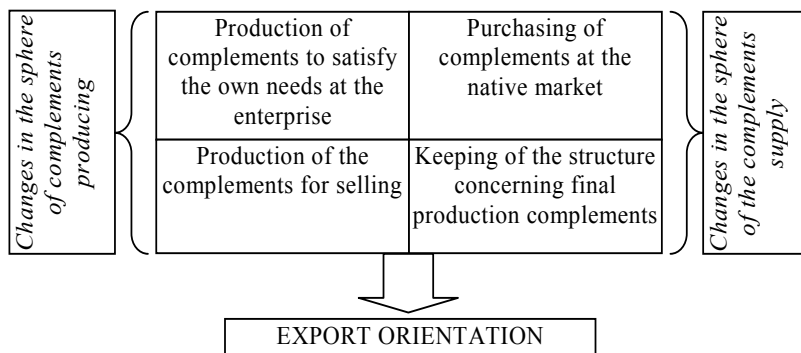 Changes in the sphere
of complements
producing
Production of
complements to satisfy
the own needs at the
enterprise
Purchasing of
complements at the
native market
Production of the
complements for selling
Keeping of the structure
concerning final
production complements
Changes in the sphere
of the complements
supply
EXPORT ORIENTATION